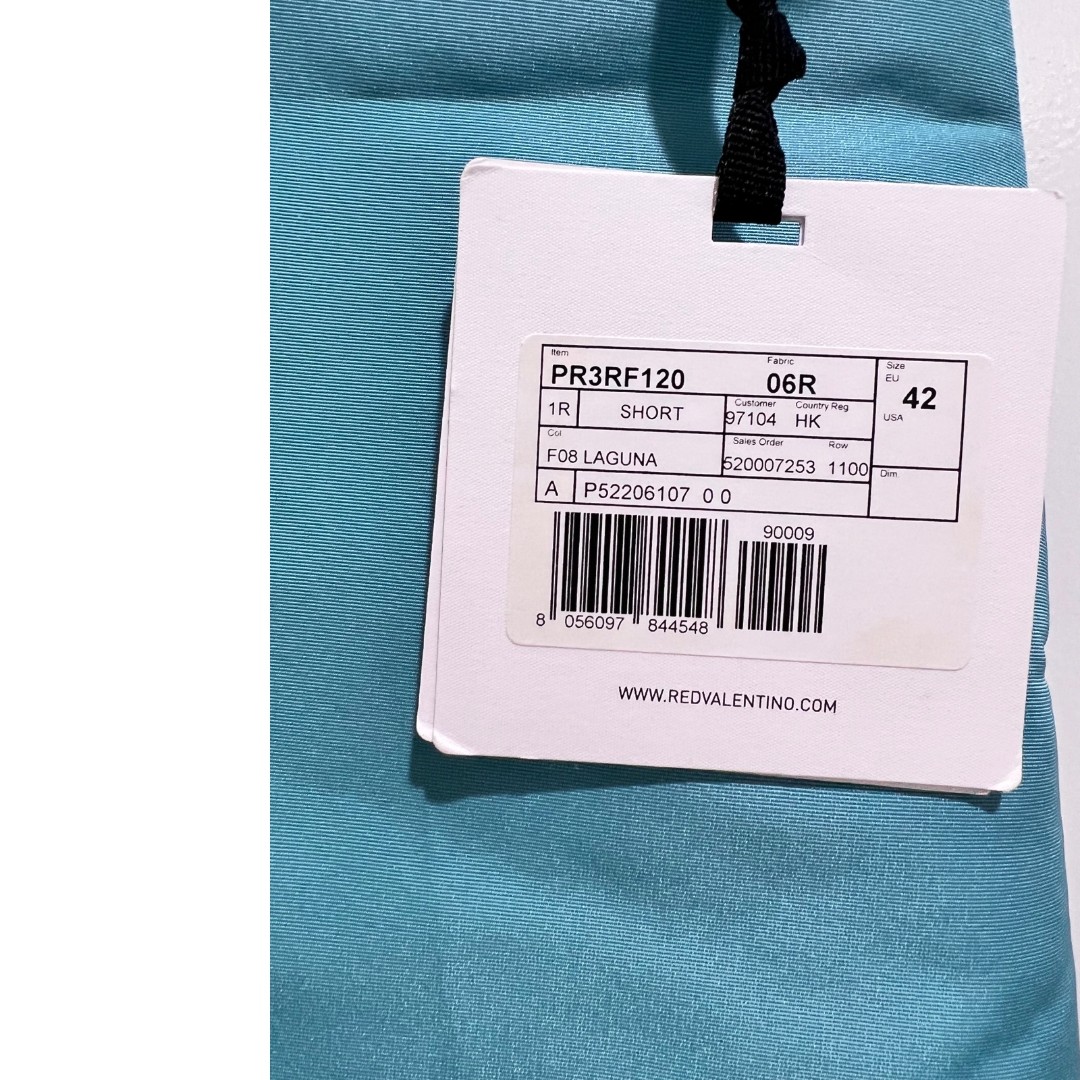 Item Fabric Size
PR3RF120 06R EU 42
1R SHORT Customer Country Reg USA
97104 HK
Col Sales Order Row
F08 LAGUNA 520007253 1100 Dim.
A P52206107 0 0
90009
8 056097 844548
WWW.REDVALENTINO.COM